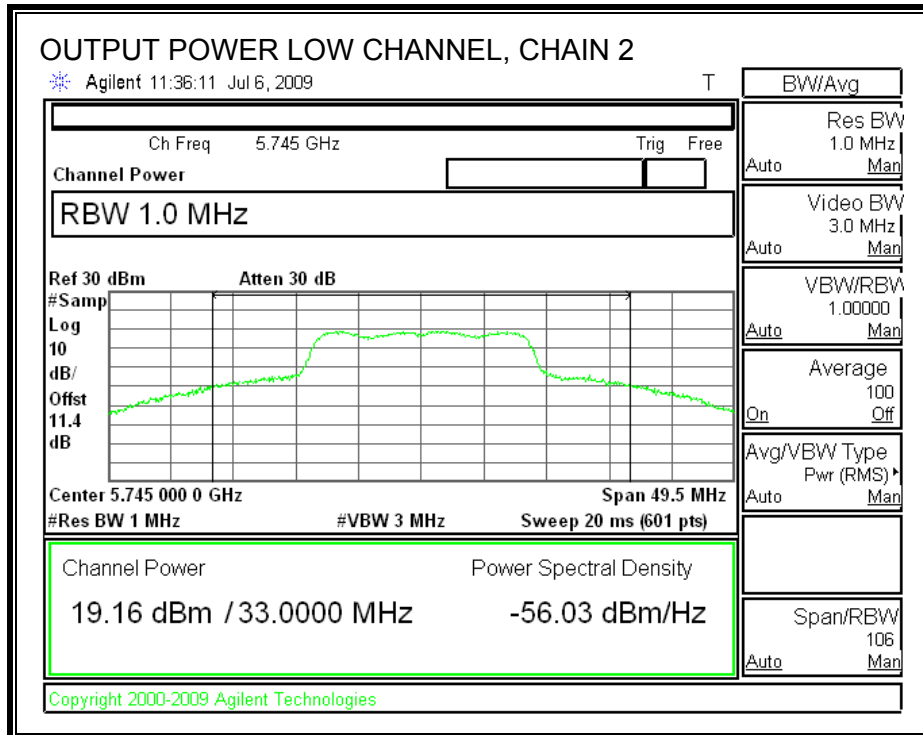 OUTPUT POWER LOW CHANNEL, CHAIN 2
Agilent 11:36:11 Jul 6, 2009 T
Ch Freq 5.745 GHz Trig Free
Channel Power
RBW 1.0 MHz
Ref 30 dBm Atten 30 dB
#Samp
Log
10
dB/
Offst
11.4
dB
Center 5.745 000 0 GHz Span 49.5 MHz
#Res BW 1 MHz #VBW 3 MHz Sweep 20 ms (601 pts)
Channel Power Power Spectral Density
19.16 dBm / 33.0000 MHz -56.03 dBm/Hz
Copyright 2000-2009 Agilent Technologies
BW/Avg
Res BW
1.0 MHz
Auto Man
Video BW
3.0 MHz
Auto Man
VBW/RBW
1.00000
Auto Man
Average
100
On Off
Avg/VBW Type
Pwr (RMS)
Auto Man
Span/RBW
106
Auto Man